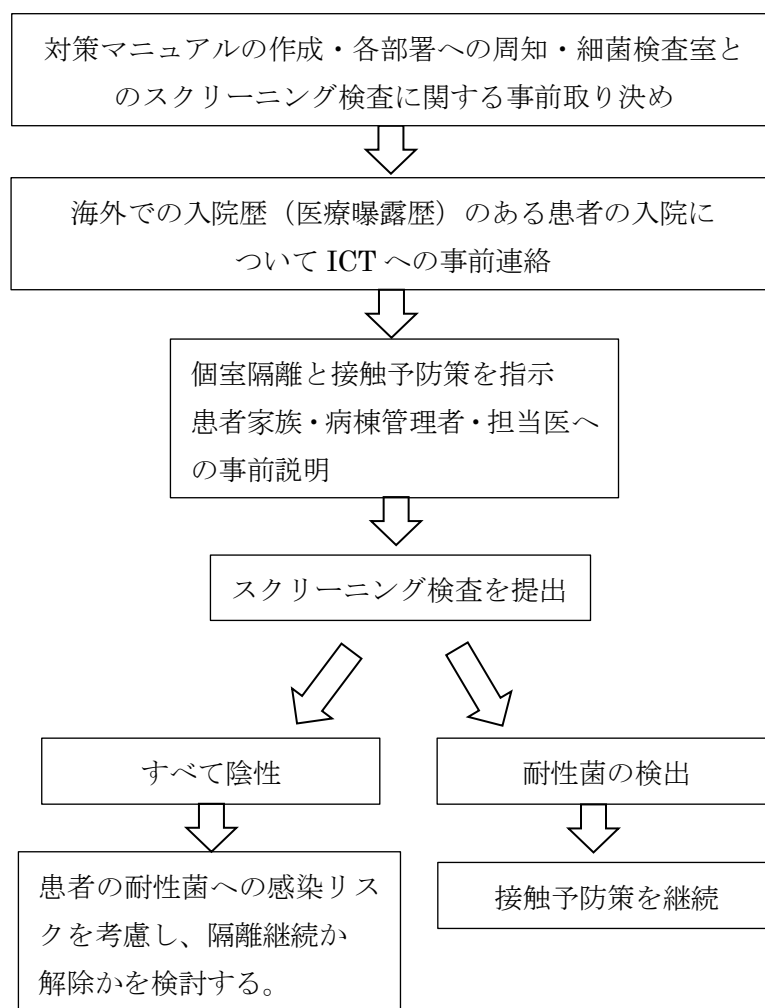 対策マニュアルの作成・各部署への周知・細菌検査室と
のスクリーニング検査に関する事前取り決め
海外での入院歴（医療曝露歴）のある患者の入院に
ついて ICT への事前連絡
個室隔離と接触予防策を指示
患者家族・病棟管理者・担当医へ
の事前説明
スクリーニング検査を提出
すべて陰性
耐性菌の検出
患者の耐性菌への感染リス
クを考慮し、隔離継続か
解除かを検討する。
接触予防策を継続